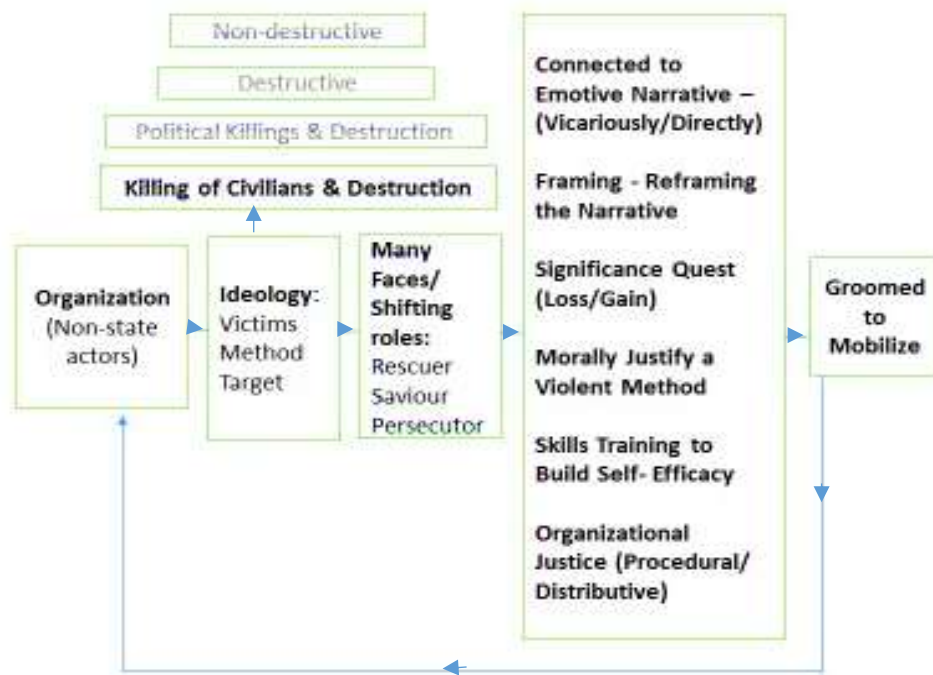 Non-destructive
Destructive
Political Killings & Destruction
Killing of Civilians & Destruction
Organization
(Non-state
actors)
Ideology:
Victims
Method
Target
Many
Faces/
Shifting
roles:
Rescuer
Saviour
Persecutor
Connected to
Emotive Narrative –
(Vicariously/Directly)
Framing - Reframing
the Narrative
Significance Quest
(Loss/Gain)
Morally Justify a
Violent Method
Skills Training to
Build Self- Efficacy
Organizational
Justice (Procedural/
Distributive)
Groomed
to
Mobilize